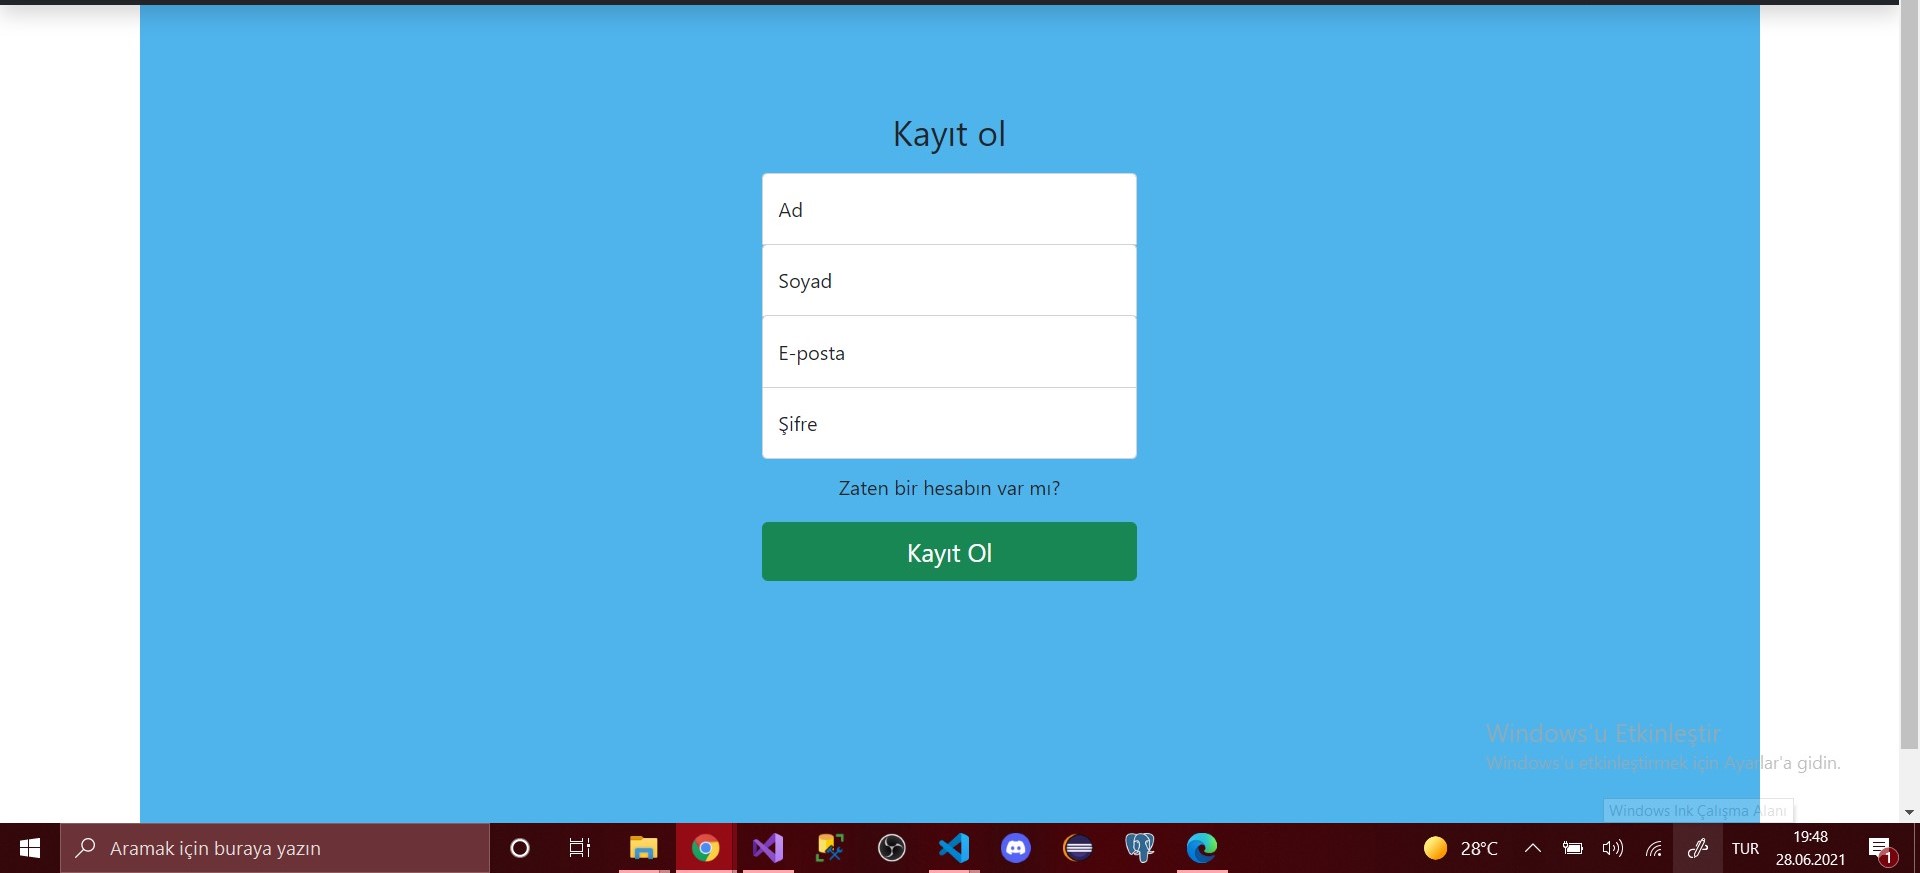 Kayıt ol
Ad
Soyad
E-posta
Şifre
Zaten bir hesabın var mı?
Kayıt Ol
Windows'u Etkinleştir
Windows'u etkinleştirmek için Ayarlar'a gidin.
Windows Ink Çalışma Alanı
Aramak için buraya yazın
28°C
TUR
19:48
28.06.2021
1